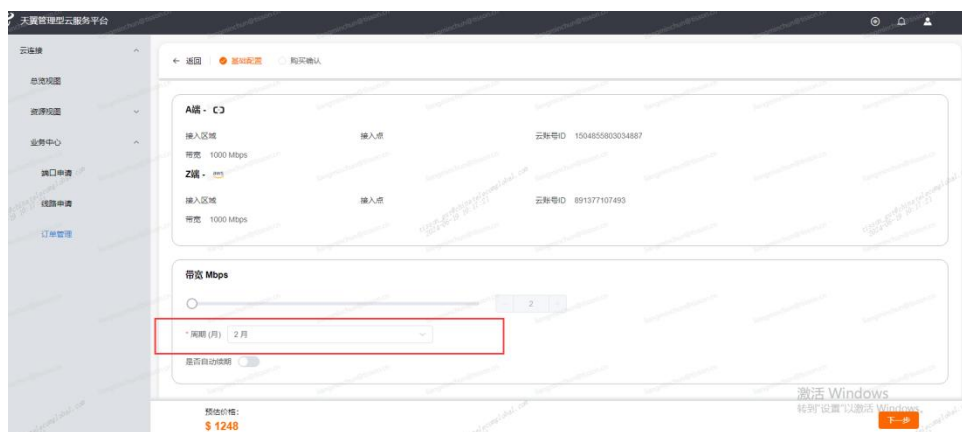 天翼管理型云服务平台
云连接
总览视图
资源视图
业务中心
端口申请
线路申请
订单管理
← 返回 基础配置 购买确认
A端 -
接入区域 接入点 云账号ID 1504855803034887
带宽 1000 Mbps
Z端 - aws
接入区域 接入点 云账号ID 891377107493
带宽 1000 Mbps
带宽 Mbps
2
* 周期 (月) 2 月
是否自动续期
激活 Windows
转到"设置"以激活 Windows。
预估价格:
$ 1248
下一步